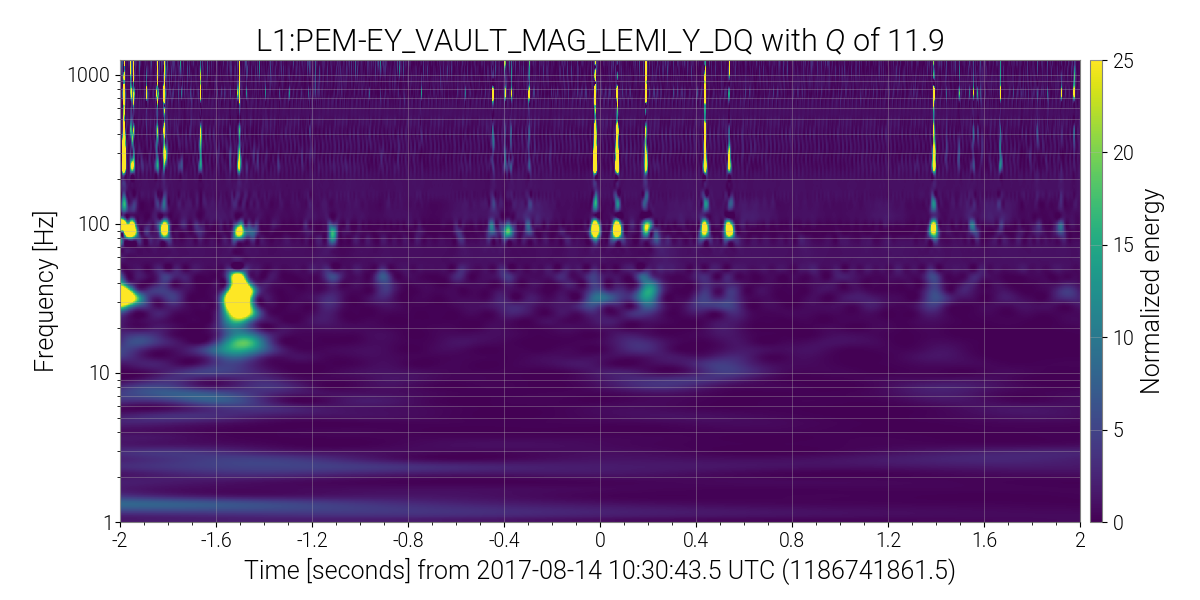 L1:PEM-EY_VAULT_MAG_LEMI_Y_DQ with Q of 11.9
Frequency [Hz]
1000
100
10
1
-2 -1.6 -1.2 -0.8 -0.4 0 0.4 0.8 1.2 1.6 2
Time [seconds] from 2017-08-14 10:30:43.5 UTC (1186741861.5)
25
20
15
10
5
0
Normalized energy